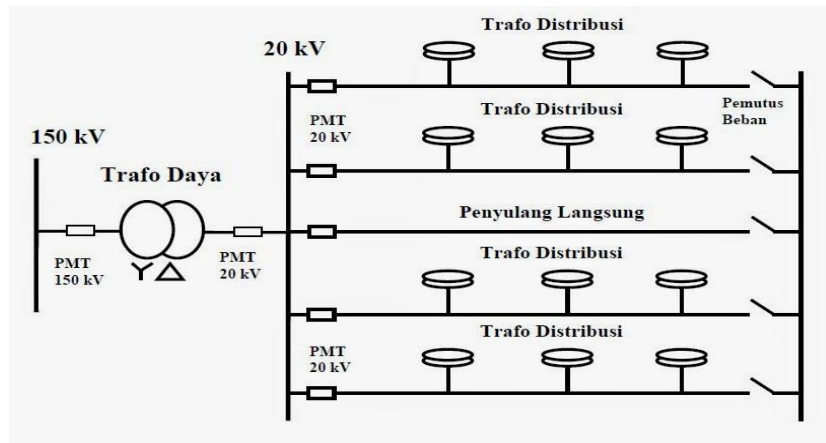 Trafo Distribusi
20 kV
PMT
20 kV
Trafo Distribusi
Pemutus
Beban
150 kV
Trafo Daya
Penyulang Langsung
PMT
150 kV
PMT
20 kV
Trafo Distribusi
Trafo Distribusi
PMT
20 kV